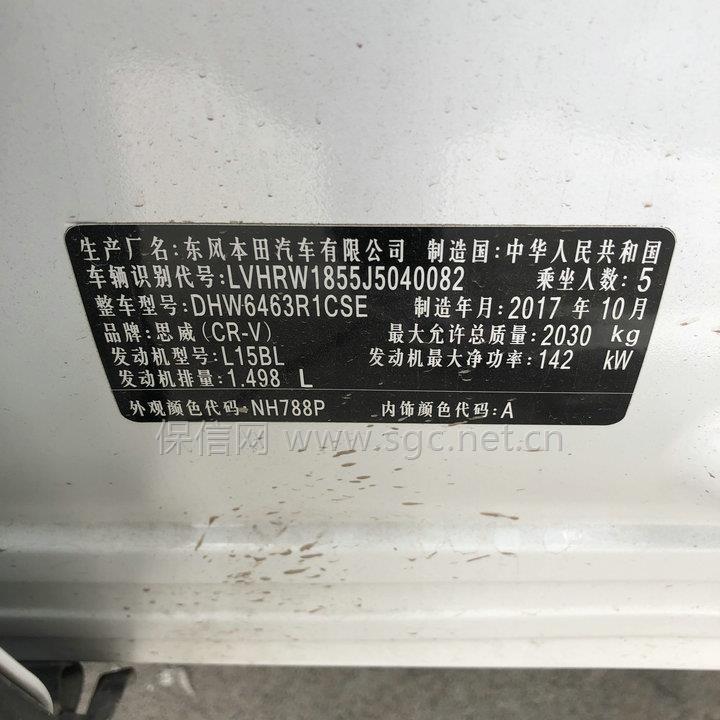 生产厂名:东风本田汽车有限公司 制造国:中华人民共和国
车辆识别代号:LVHRW1855J5040082 乘坐人数:5
整车型号:DHW6463R1CSE 制造年月:2017 年 10月
品牌:思威(CR-V) 最大允许总质量:2030 kg
发动机型号:L15BL 发动机最大净功率:142 kW
发动机排量:1.498 L
外观颜色代码:NH788P 内饰颜色代码:A
保信网 www.sgc.net.cn